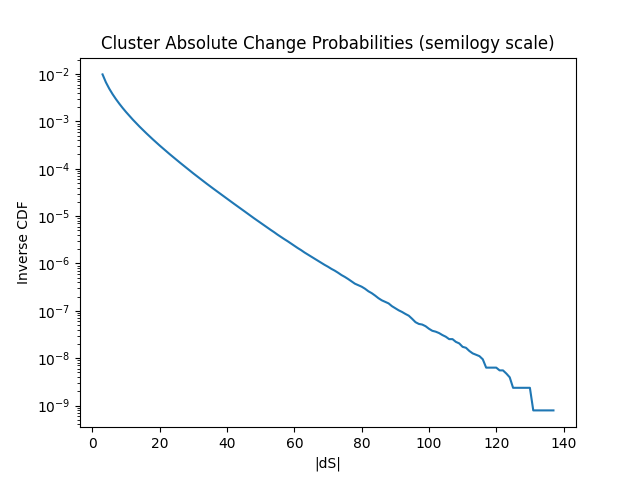 Cluster Absolute Change Probabilities (semilogy scale)
10⁻²
10⁻³
10⁻⁴
10⁻⁵
10⁻⁶
10⁻⁷
10⁻⁸
10⁻⁹
Inverse CDF
0 20 40 60 80 100 120 140
|dS|